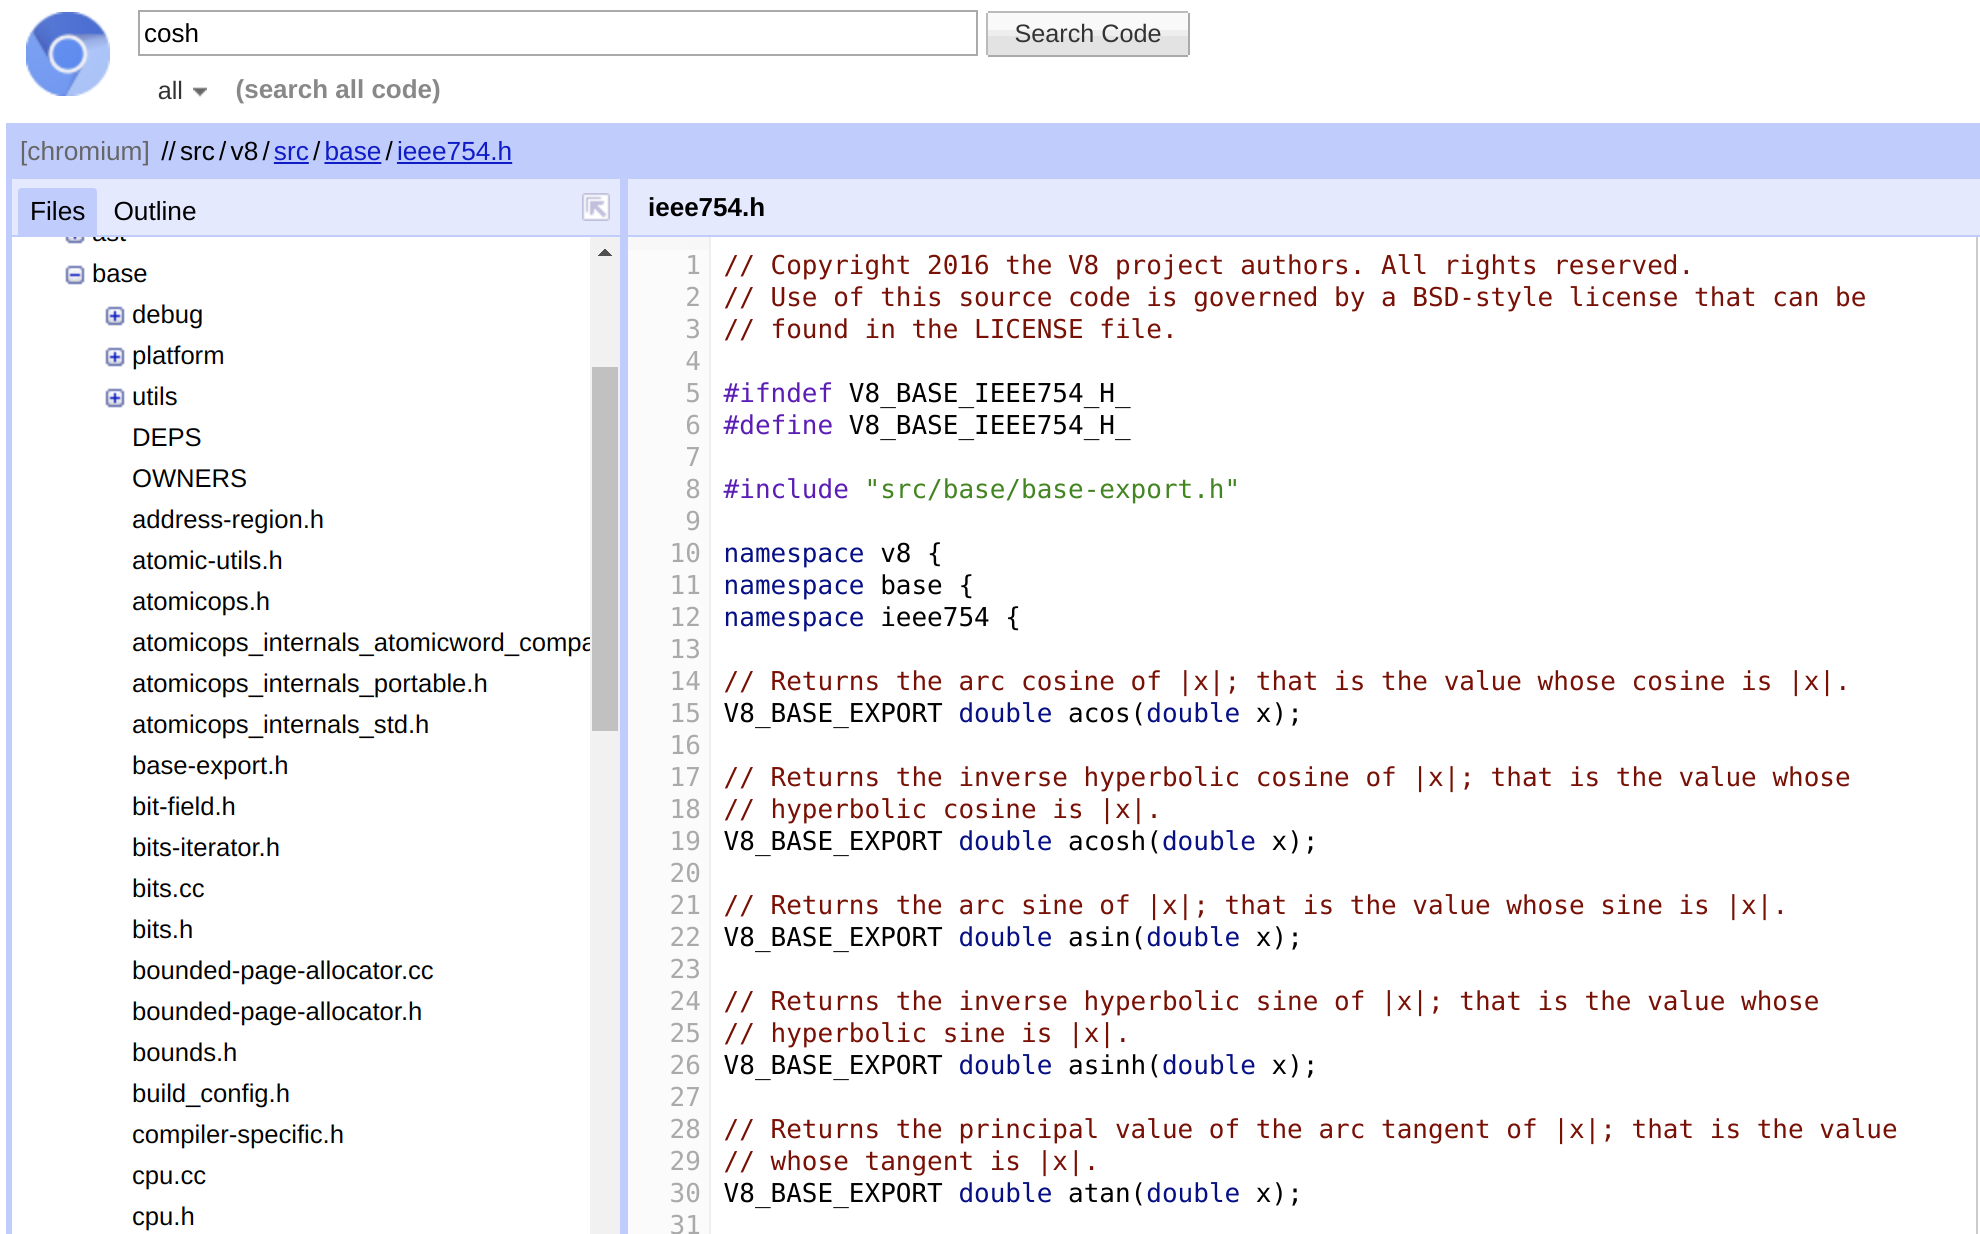 cosh
Search Code
all (search all code)
[chromium] // src / v8 / src / base / ieee754.h
Files Outline
ast
base
debug
platform
utils
DEPS
OWNERS
address-region.h
atomic-utils.h
atomicops.h
atomicops_internals_atomicword_compa
atomicops_internals_portable.h
atomicops_internals_std.h
base-export.h
bit-field.h
bits-iterator.h
bits.cc
bits.h
bounded-page-allocator.cc
bounded-page-allocator.h
bounds.h
build_config.h
compiler-specific.h
cpu.cc
cpu.h
ieee754.h
1 // Copyright 2016 the V8 project authors. All rights reserved.
2 // Use of this source code is governed by a BSD-style license that can be
3 // found in the LICENSE file.
4
5 #ifndef V8_BASE_IEEE754_H_
6 #define V8_BASE_IEEE754_H_
7
8 #include "src/base/base-export.h"
9
10 namespace v8 {
11 namespace base {
12 namespace ieee754 {
13
14 // Returns the arc cosine of |x|; that is the value whose cosine is |x|.
15 V8_BASE_EXPORT double acos(double x);
16
17 // Returns the inverse hyperbolic cosine of |x|; that is the value whose
18 // hyperbolic cosine is |x|.
19 V8_BASE_EXPORT double acosh(double x);
20
21 // Returns the arc sine of |x|; that is the value whose sine is |x|.
22 V8_BASE_EXPORT double asin(double x);
23
24 // Returns the inverse hyperbolic sine of |x|; that is the value whose
25 // hyperbolic sine is |x|.
26 V8_BASE_EXPORT double asinh(double x);
27
28 // Returns the principal value of the arc tangent of |x|; that is the value
29 // whose tangent is |x|.
30 V8_BASE_EXPORT double atan(double x);
31